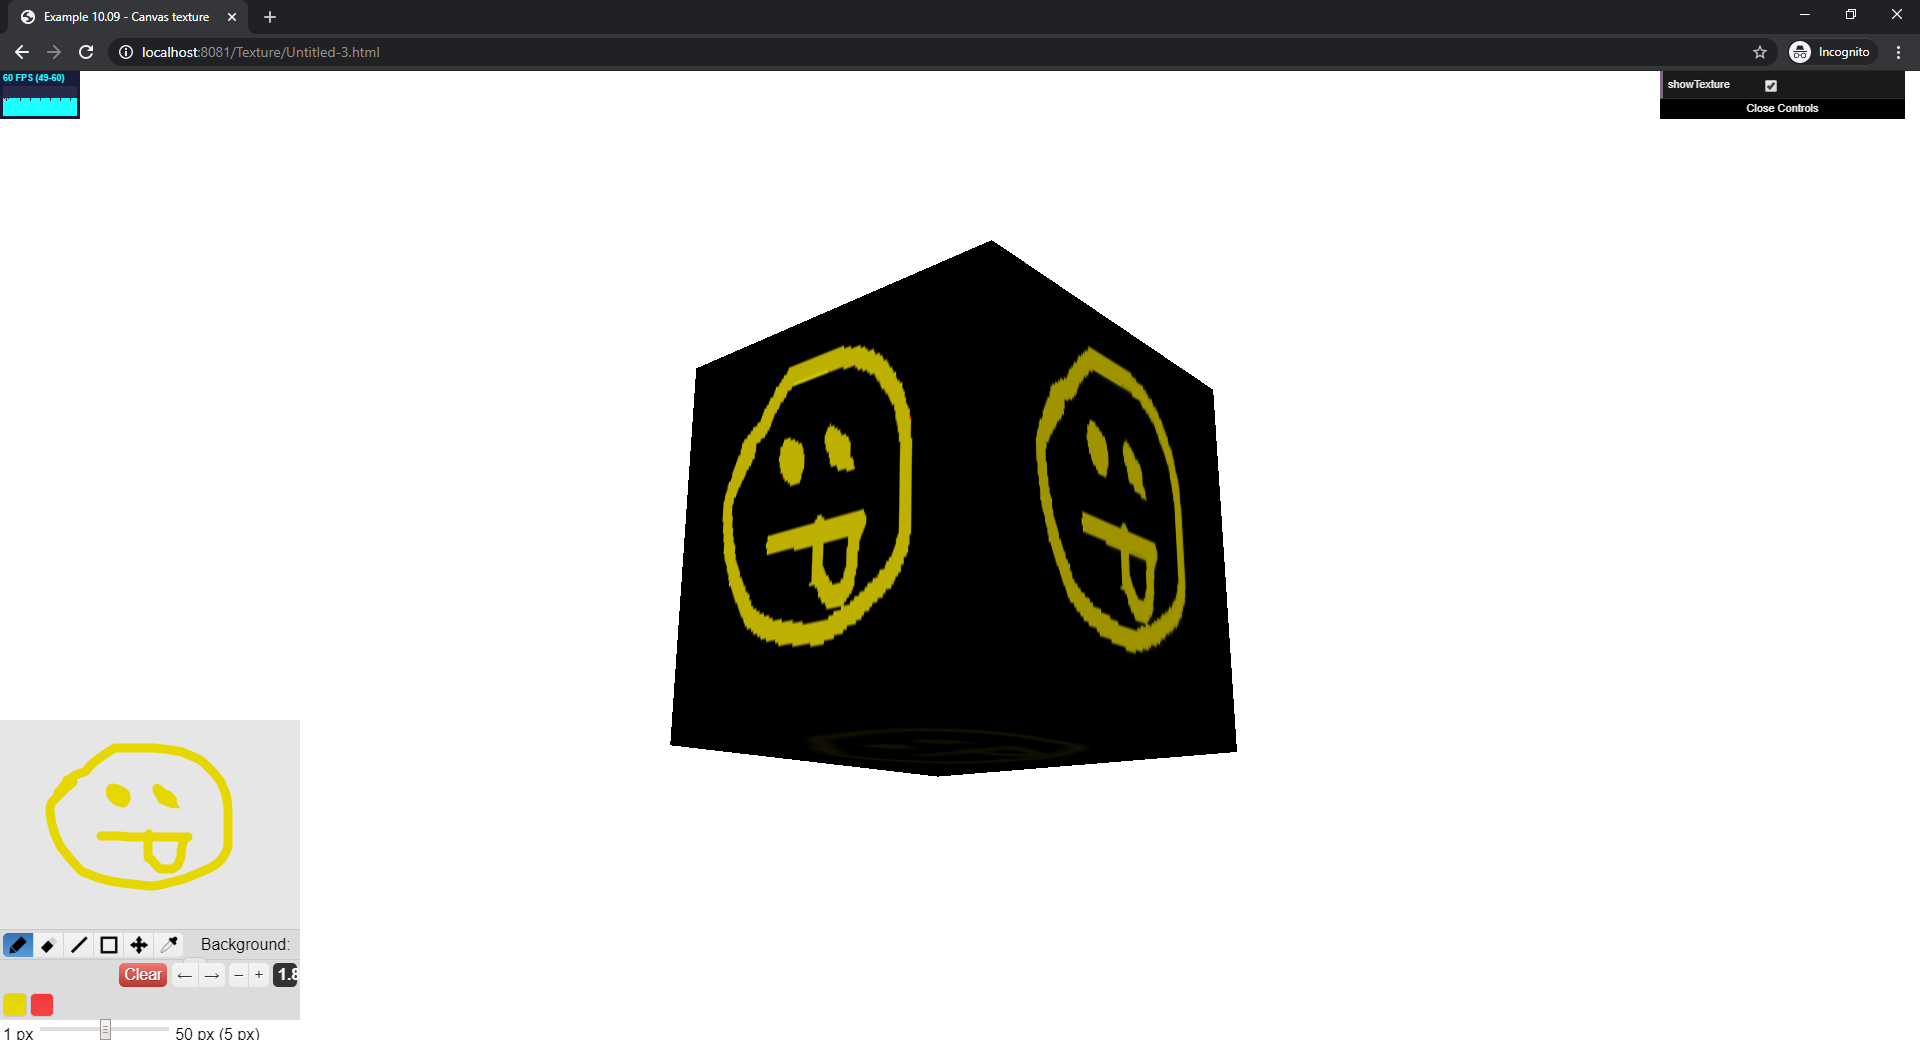 Example 10.09 - Canvas texture
localhost:8081/Texture/Untitled-3.html
Incognito
60 FPS (49-60)
showTexture
Close Controls
Background:
Clear ← → − + 1.8
1 px 50 px (5 px)